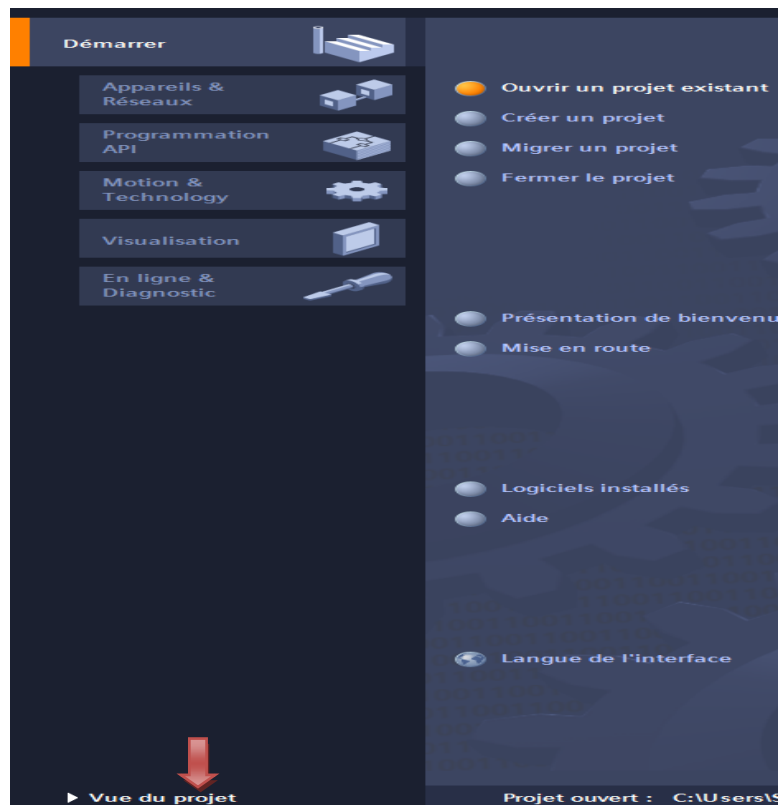 Démarrer
Appareils &
Réseaux
Programmation
API
Motion &
Technology
Visualisation
En ligne &
Diagnostic
Ouvrir un projet existant
Créer un projet
Migrer un projet
Fermer le projet
Présentation de bienvenu
Mise en route
Logiciels installés
Aide
Langue de l'interface
Vue du projet
Projet ouvert : C:\Users\S